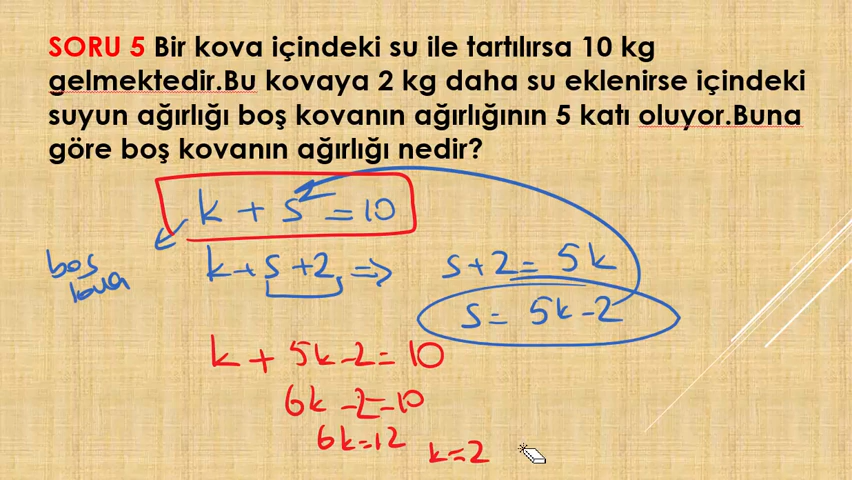 SORU 5 Bir kova içindeki su ile tartılırsa 10 kg
gelmektedir.Bu kovaya 2 kg daha su eklenirse içindeki
suyun ağırlığı boş kovanın ağırlığının 5 katı oluyor.Buna
göre boş kovanın ağırlığı nedir?
k + s = 10
boş
kova
k + s + 2 ⇒ s + 2 = 5k
s = 5k - 2
k + 5k - 2 = 10
6k - 2 = 10
6k = 12
k = 2